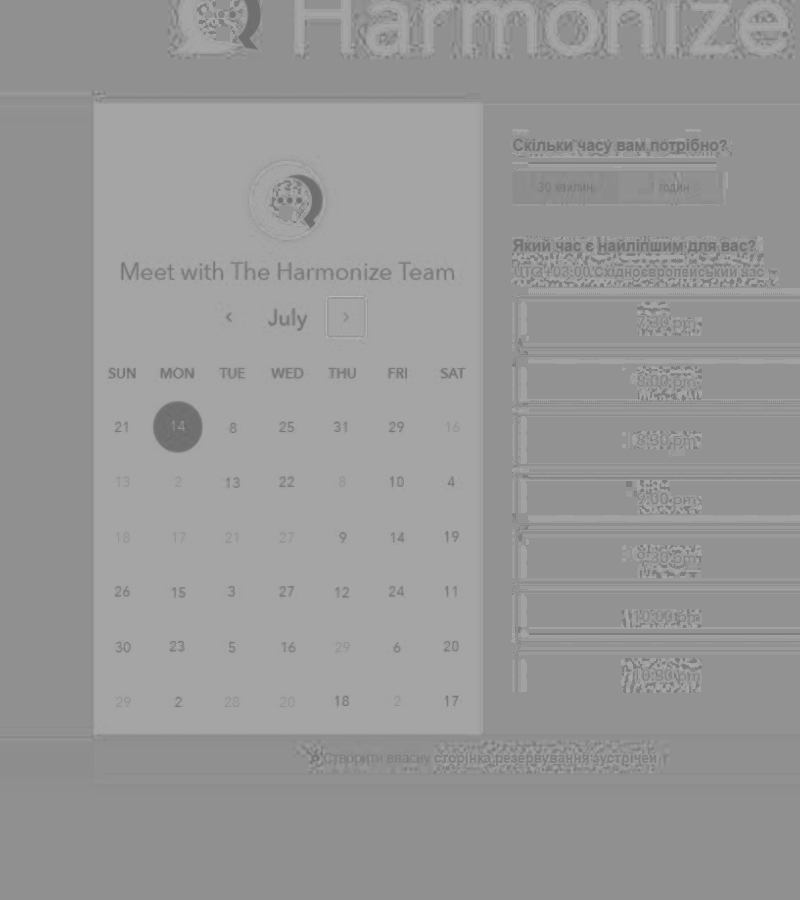 Harmonize
Meet with The Harmonize Team
‹ July ›
SUN MON TUE WED THU FRI SAT
21 14 8 25 31 29 16
13 2 13 22 8 10 4
18 17 21 27 9 14 19
26 15 3 27 12 24 11
30 23 5 16 29 6 20
29 2 28 20 18 2 17
Скільки часу вам потрібно?
30 хвилин 1 годин
Який час є найліпшим для вас?
UTC+03:00 Східноєвропейський час
7:30 pm
8:00 pm
8:30 pm
9:00 pm
9:30 pm
10:00 pm
10:30 pm
Створити власну сторінка резервування зустрічей